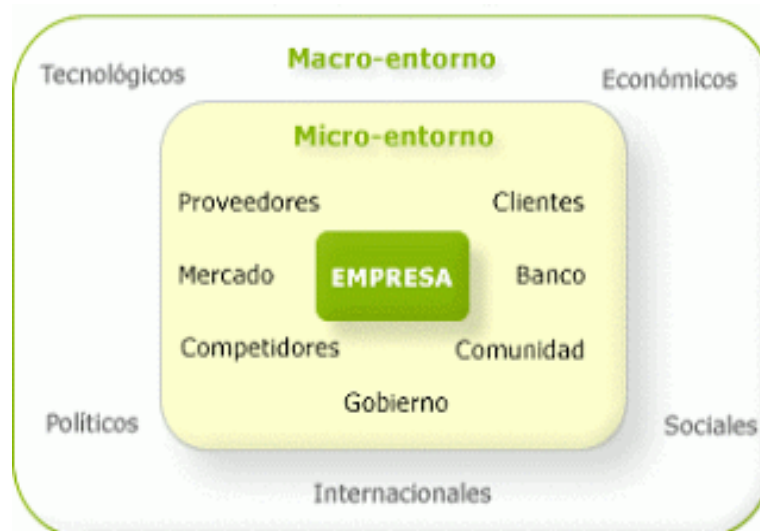 Macro-entorno
Tecnológicos
Económicos
Micro-entorno
Proveedores
Clientes
Mercado
EMPRESA
Banco
Competidores
Comunidad
Gobierno
Políticos
Sociales
Internacionales